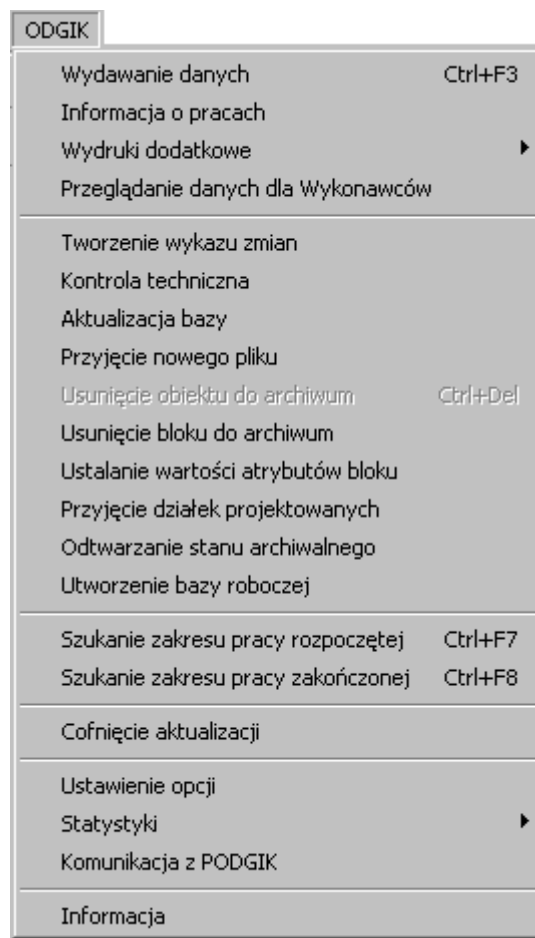 ODGIK
Wydawanie danych Ctrl+F3
Informacja o pracach
Wydruki dodatkowe
Przeglądanie danych dla Wykonawców
Tworzenie wykazu zmian
Kontrola techniczna
Aktualizacja bazy
Przyjęcie nowego pliku
Usunięcie obiektu do archiwum Ctrl+Del
Usunięcie bloku do archiwum
Ustalanie wartości atrybutów bloku
Przyjęcie działek projektowanych
Odtwarzanie stanu archiwalnego
Utworzenie bazy roboczej
Szukanie zakresu pracy rozpoczętej Ctrl+F7
Szukanie zakresu pracy zakończonej Ctrl+F8
Cofnięcie aktualizacji
Ustawienie opcji
Statystyki
Komunikacja z PODGIK
Informacja